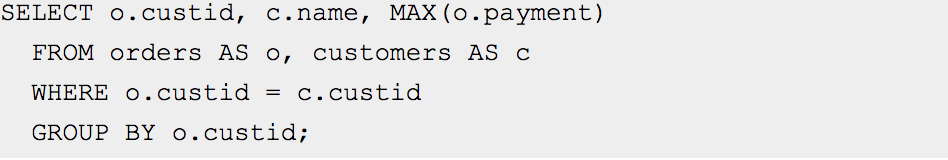 SELECT o.custid, c.name, MAX(o.payment)
FROM orders AS o, customers AS c
WHERE o.custid = c.custid
GROUP BY o.custid;